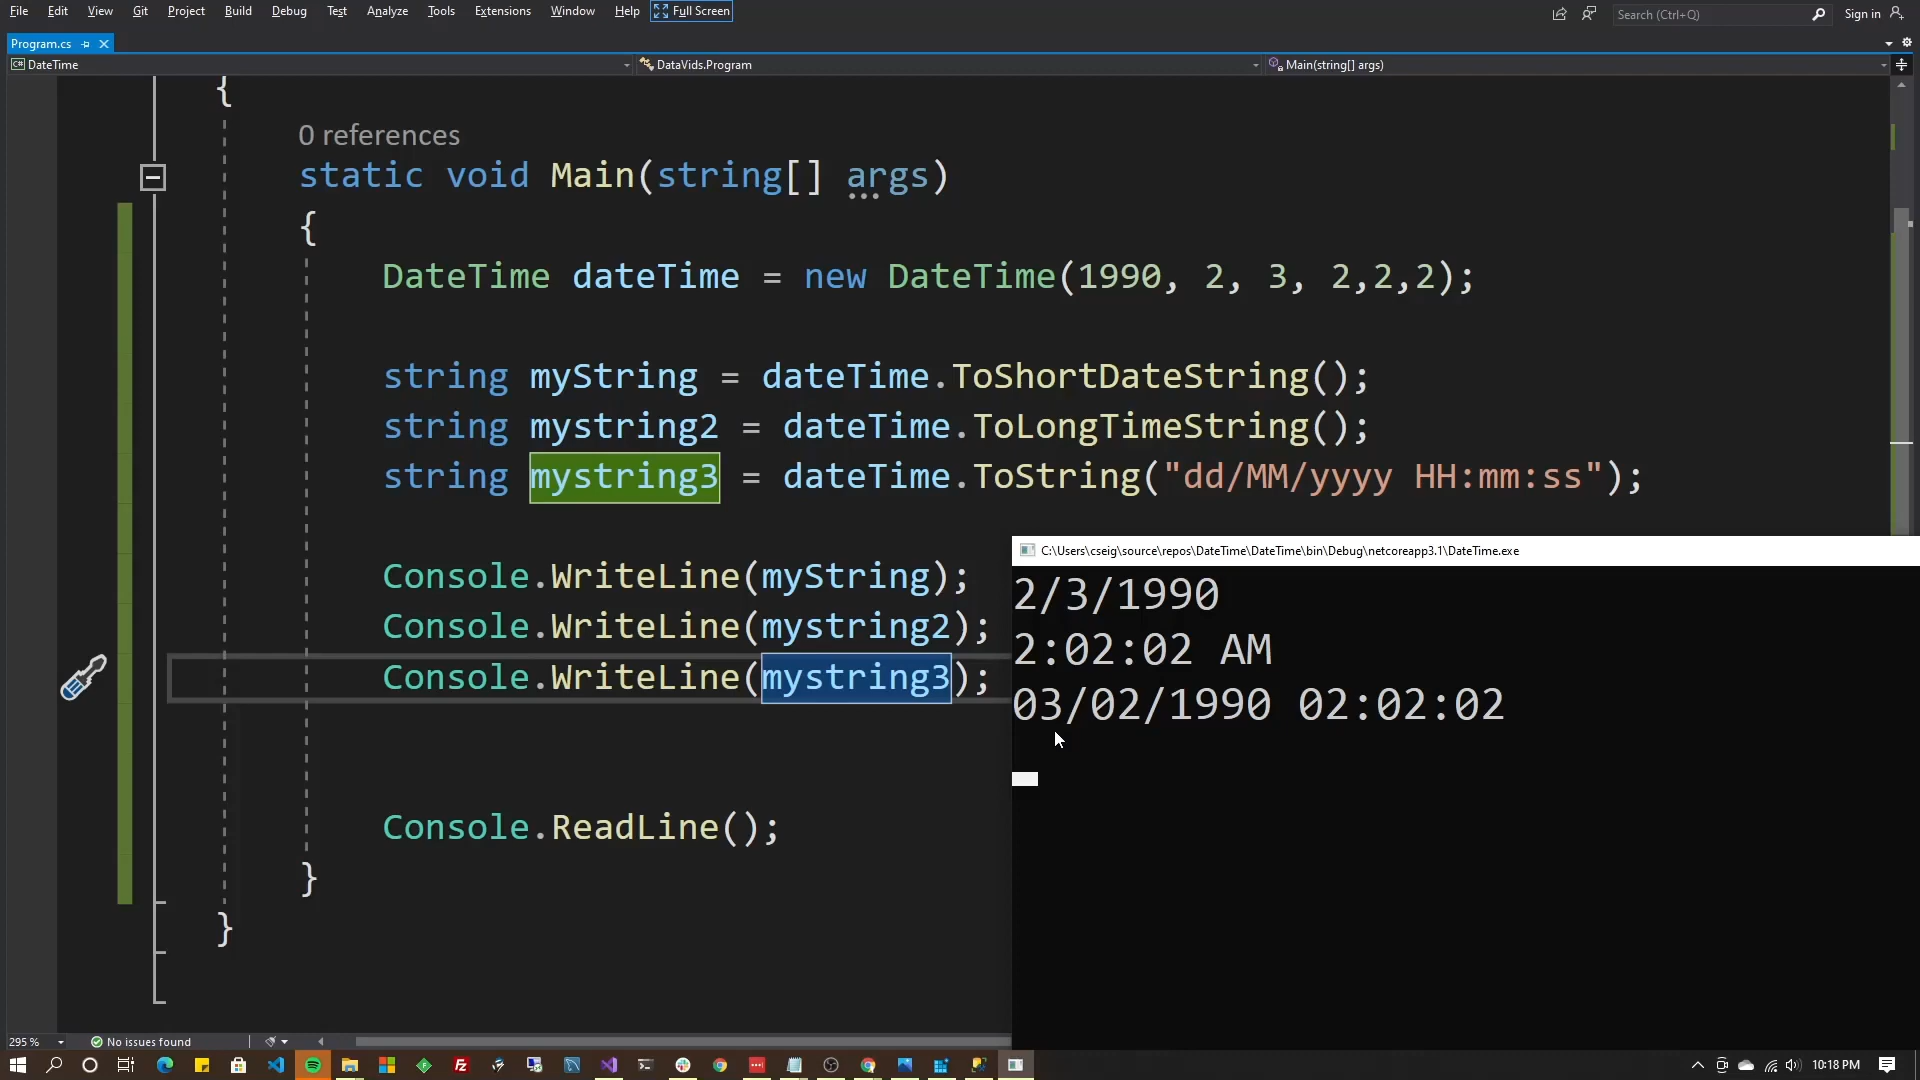 File Edit View Git Project Build Debug Test Analyze Tools Extensions Window Help Full Screen Search (Ctrl+Q) Sign in
Program.cs
C# DateTime DataVids.Program Main(string[] args)
{
0 references
static void Main(string[] args)
{
DateTime dateTime = new DateTime(1990, 2, 3, 2,2,2);
string myString = dateTime.ToShortDateString();
string mystring2 = dateTime.ToLongTimeString();
string mystring3 = dateTime.ToString("dd/MM/yyyy HH:mm:ss");
Console.WriteLine(myString);
Console.WriteLine(mystring2);
Console.WriteLine(mystring3);
Console.ReadLine();
}
}
C:\Users\cseig\source\repos\DateTime\DateTime\bin\Debug\netcoreapp3.1\DateTime.exe
2/3/1990
2:02:02 AM
03/02/1990 02:02:02
295 % No issues found
10:18 PM